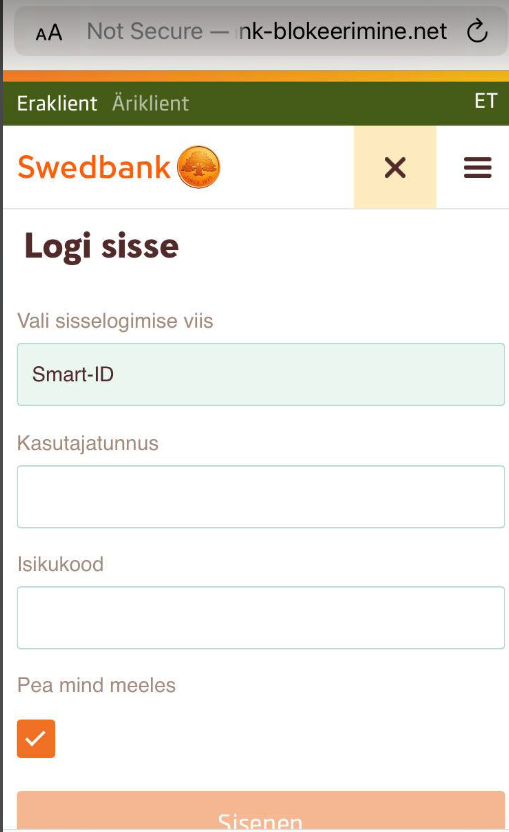 AA Not Secure — nk-blokeerimine.net
Eraklient Äriklient ET
Swedbank
Logi sisse
Vali sisselogimise viis
Smart-ID
Kasutajatunnus
Isikukood
Pea mind meeles
Sisenen